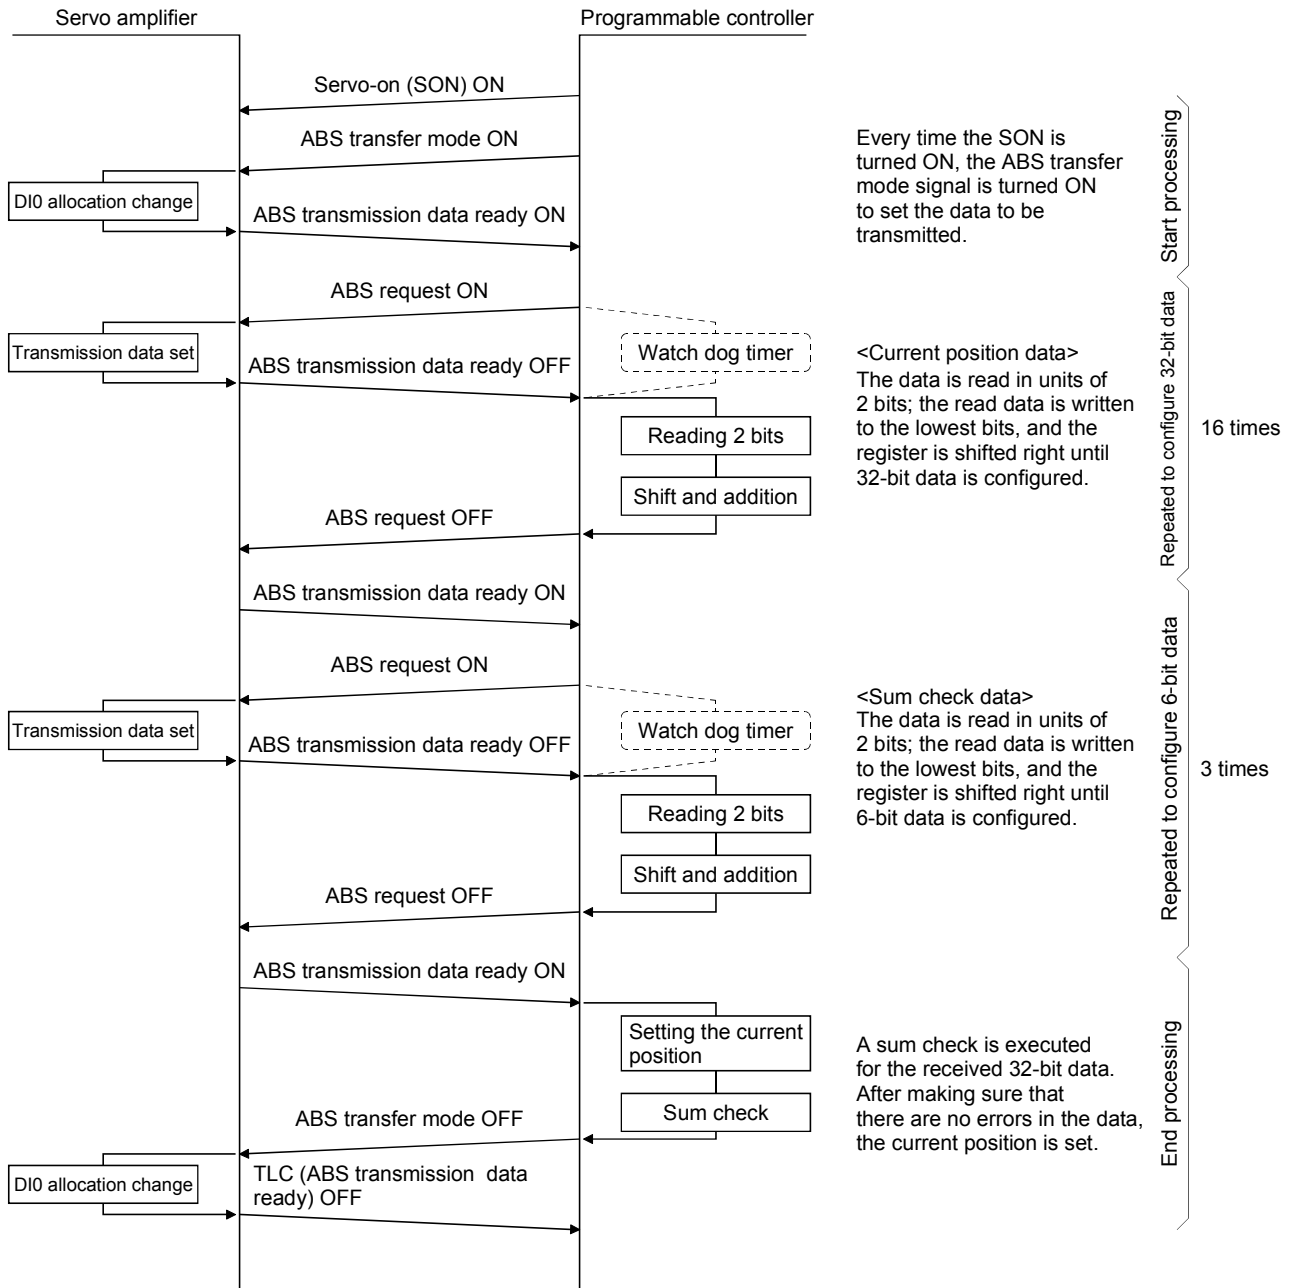 Servo amplifier
Programmable controller
Servo-on (SON) ON
ABS transfer mode ON
DI0 allocation change
ABS transmission data ready ON
Every time the SON is
turned ON, the ABS transfer
mode signal is turned ON
to set the data to be
transmitted.
Start processing
ABS request ON
Transmission data set
Watch dog timer
ABS transmission data ready OFF
Reading 2 bits
Shift and addition
ABS request OFF
<Current position data>
The data is read in units of
2 bits; the read data is written
to the lowest bits, and the
register is shifted right until
32-bit data is configured.
Repeated to configure 32-bit data
16 times
ABS transmission data ready ON
ABS request ON
Transmission data set
Watch dog timer
ABS transmission data ready OFF
Reading 2 bits
Shift and addition
ABS request OFF
<Sum check data>
The data is read in units of
2 bits; the read data is written
to the lowest bits, and the
register is shifted right until
6-bit data is configured.
Repeated to configure 6-bit data
3 times
ABS transmission data ready ON
Setting the current
position
Sum check
ABS transfer mode OFF
DI0 allocation change
TLC (ABS transmission data
ready) OFF
A sum check is executed
for the received 32-bit data.
After making sure that
there are no errors in the data,
the current position is set.
End processing